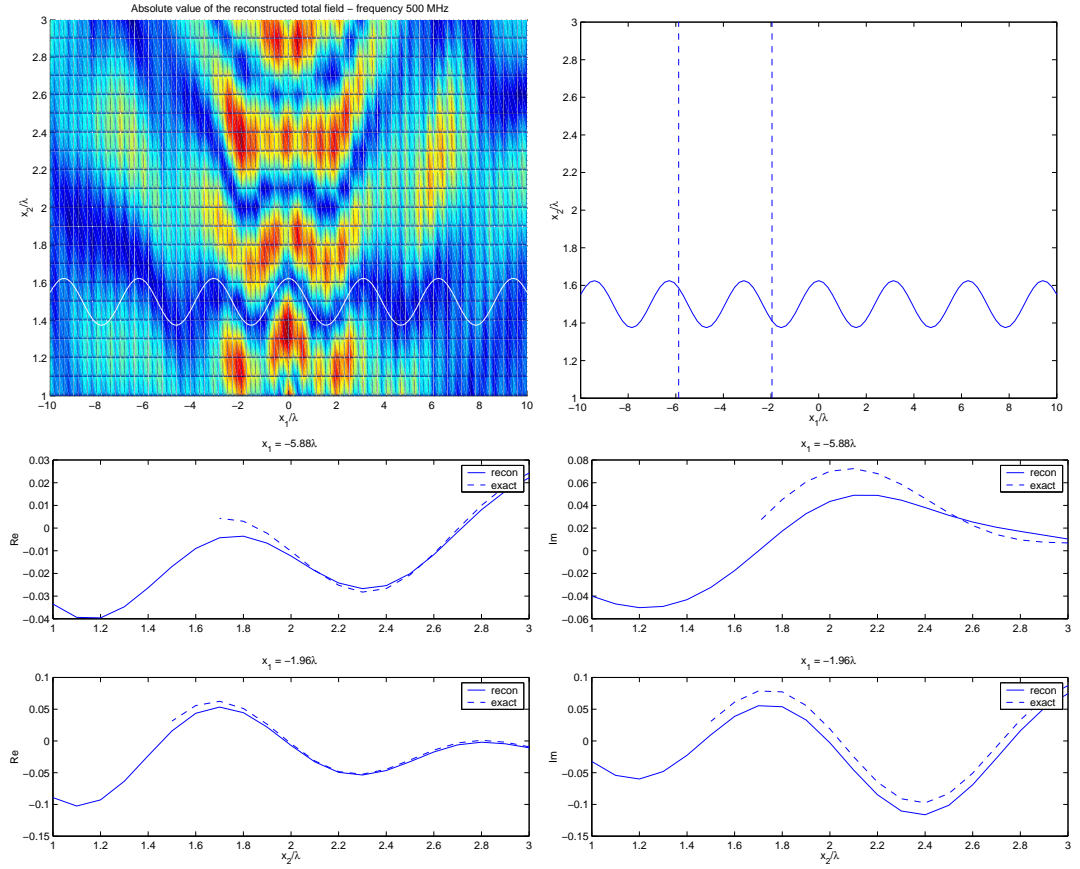 Absolute value of the reconstructed total field − frequency 500 MHz
3
2.8
2.6
2.4
2.2
2
1.8
1.6
1.4
1.2
1
x2/λ
−10 −8 −6 −4 −2 0 2 4 6 8 10
x1/λ
3
2.8
2.6
2.4
2.2
2
1.8
1.6
1.4
1.2
1
x2/λ
−10 −8 −6 −4 −2 0 2 4 6 8 10
x1/λ
x1 = −5.88λ
0.03
0.02
0.01
0
−0.01
−0.02
−0.03
−0.04
Re
recon
exact
1 1.2 1.4 1.6 1.8 2 2.2 2.4 2.6 2.8 3
x1 = −5.88λ
0.08
0.06
0.04
0.02
0
−0.02
−0.04
−0.06
Im
recon
exact
1 1.2 1.4 1.6 1.8 2 2.2 2.4 2.6 2.8 3
x1 = −1.96λ
0.1
0.05
0
−0.05
−0.1
−0.15
Re
recon
exact
1 1.2 1.4 1.6 1.8 2 2.2 2.4 2.6 2.8 3
x2/λ
x1 = −1.96λ
0.1
0.05
0
−0.05
−0.1
−0.15
Im
recon
exact
1 1.2 1.4 1.6 1.8 2 2.2 2.4 2.6 2.8 3
x2/λ